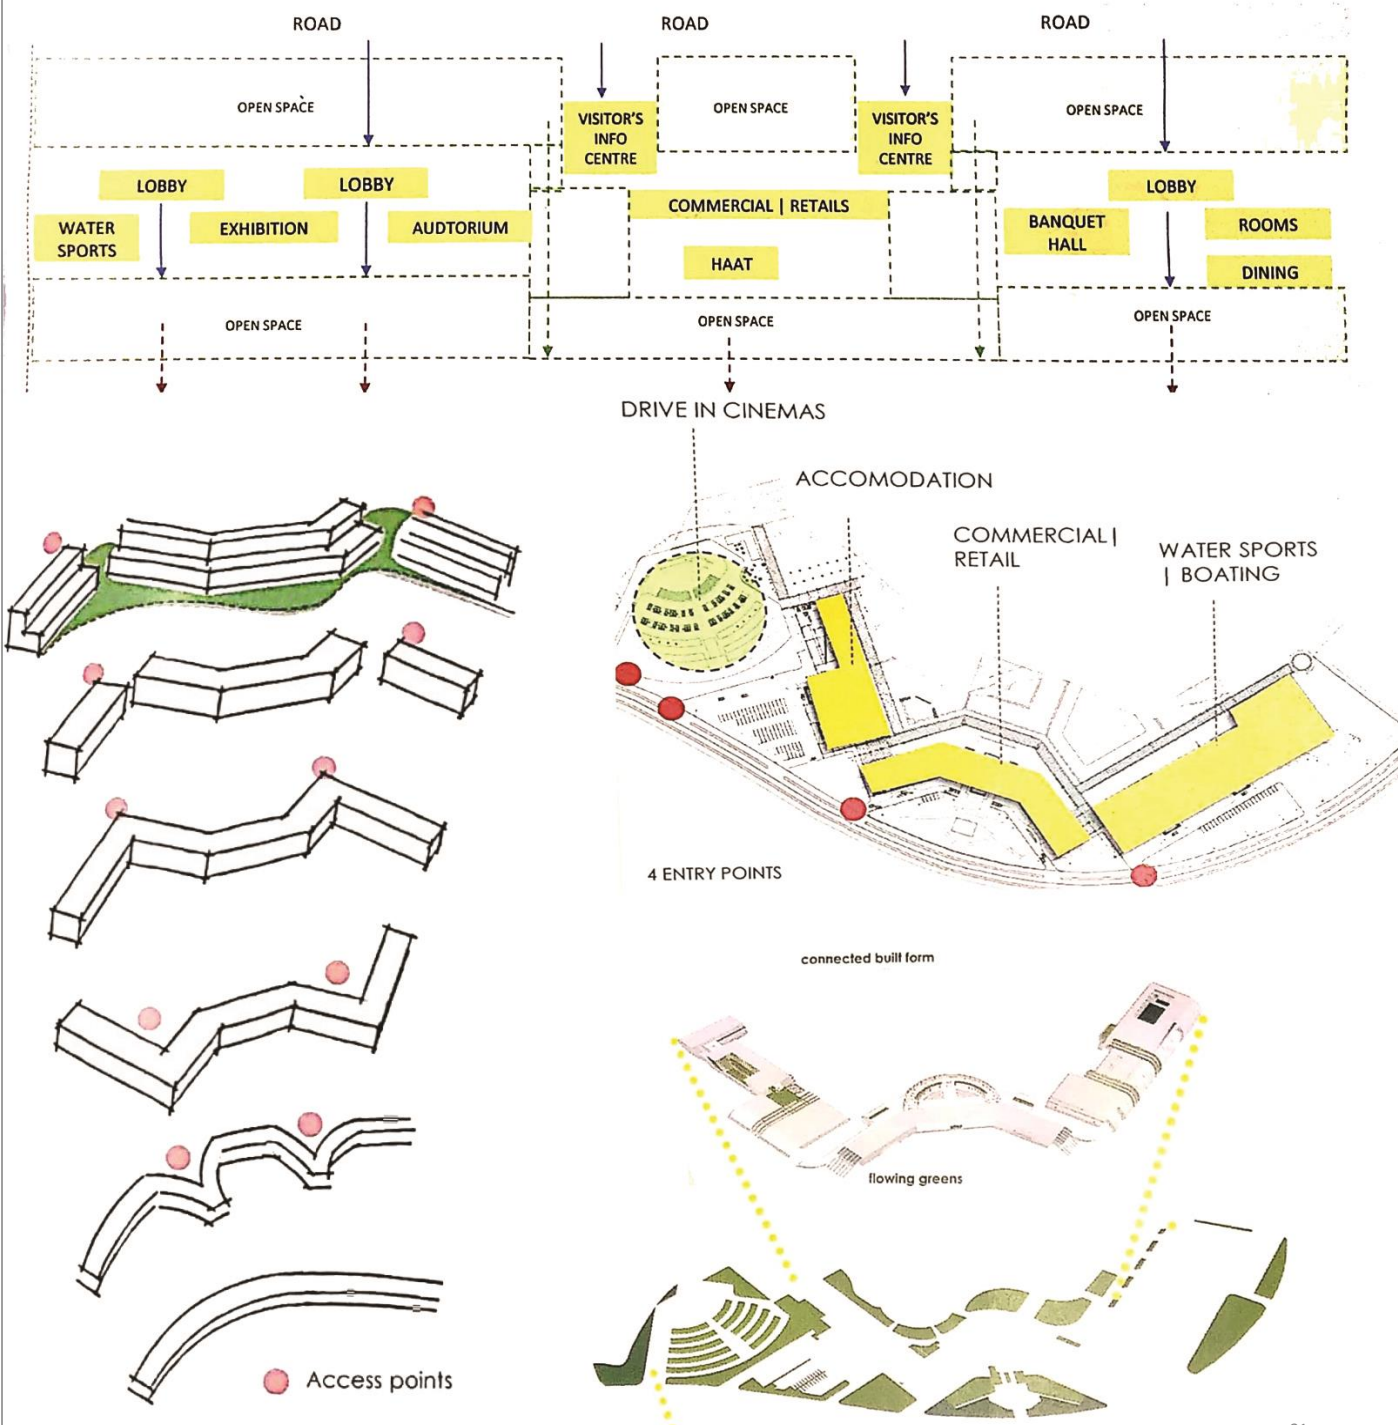 ROAD
ROAD
ROAD
OPEN SPACE
OPEN SPACE
OPEN SPACE
VISITOR'S
INFO
CENTRE
VISITOR'S
INFO
CENTRE
LOBBY
LOBBY
LOBBY
WATER
SPORTS
EXHIBITION
AUDTORIUM
COMMERCIAL | RETAILS
HAAT
BANQUET
HALL
ROOMS
DINING
OPEN SPACE
OPEN SPACE
OPEN SPACE
DRIVE IN CINEMAS
ACCOMODATION
COMMERCIAL|
RETAIL
WATER SPORTS
| BOATING
4 ENTRY POINTS
connected built form
flowing greens
Access points